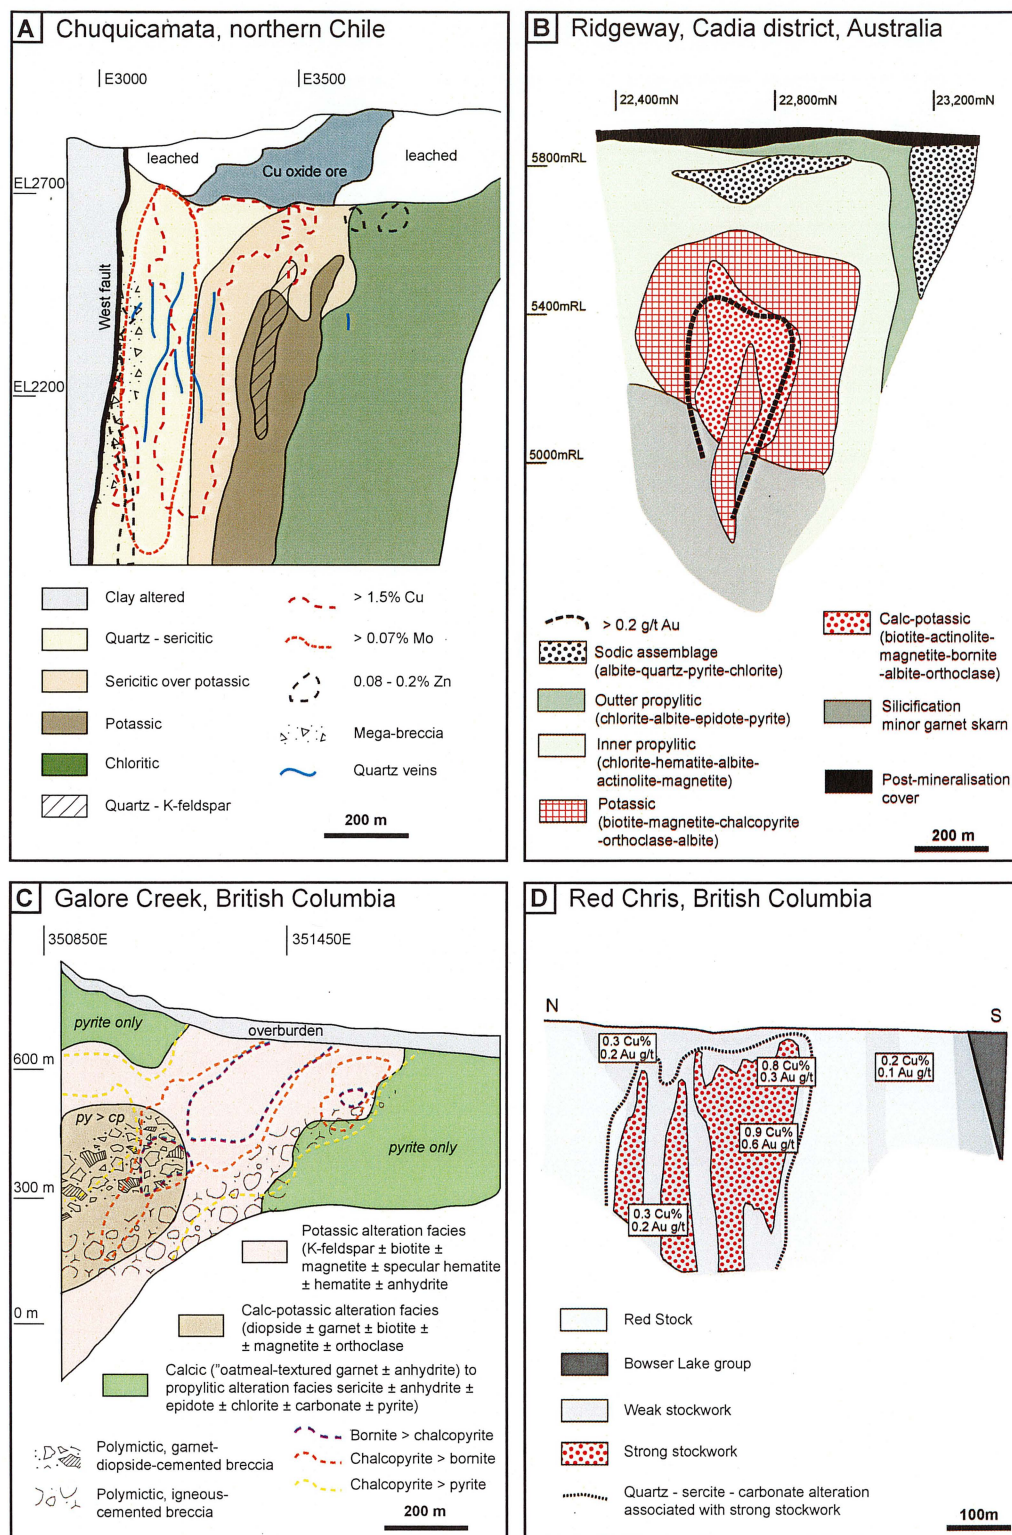 A Chuquicamata, northern Chile
E3000
E3500
leached
Cu oxide ore
leached
EL2700
West fault
EL2200
Clay altered
Quartz - sericitic
Sericitic over potassic
Potassic
Chloritic
Quartz - K-feldspar
> 1.5% Cu
> 0.07% Mo
0.08 - 0.2% Zn
Mega-breccia
Quartz veins
200 m
B Ridgeway, Cadia district, Australia
22,400mN
22,800mN
23,200mN
5800mRL
5400mRL
5000mRL
> 0.2 g/t Au
Sodic assemblage
(albite-quartz-pyrite-chlorite)
Outter propylitic
(chlorite-albite-epidote-pyrite)
Inner propylitic
(chlorite-hematite-albite-
actinolite-magnetite)
Potassic
(biotite-magnetite-chalcopyrite
-orthoclase-albite)
Calc-potassic
(biotite-actinolite-
magnetite-bornite
-albite-orthoclase)
Silicification
minor garnet skarn
Post-mineralisation
cover
200 m
C Galore Creek, British Columbia
350850E
351450E
pyrite only
overburden
600 m
py > cp
pyrite only
300 m
0 m
Potassic alteration facies
(K-feldspar ± biotite ±
magnetite ± specular hematite
± hematite ± anhydrite
Calc-potassic alteration facies
(diopside ± garnet ± biotite ±
± magnetite ± orthoclase
Calcic ("oatmeal-textured garnet ± anhydrite) to
propylitic alteration facies sericite ± anhydrite ±
epidote ± chlorite ± carbonate ± pyrite)
Polymictic, garnet-
diopside-cemented breccia
Polymictic, igneous-
cemented breccia
Bornite > chalcopyrite
Chalcopyrite > bornite
Chalcopyrite > pyrite
200 m
D Red Chris, British Columbia
N
S
0.3 Cu%
0.2 Au g/t
0.8 Cu%
0.3 Au g/t
0.2 Cu%
0.1 Au g/t
0.9 Cu%
0.6 Au g/t
0.3 Cu%
0.2 Au g/t
Red Stock
Bowser Lake group
Weak stockwork
Strong stockwork
Quartz - sercite - carbonate alteration
associated with strong stockwork
100m